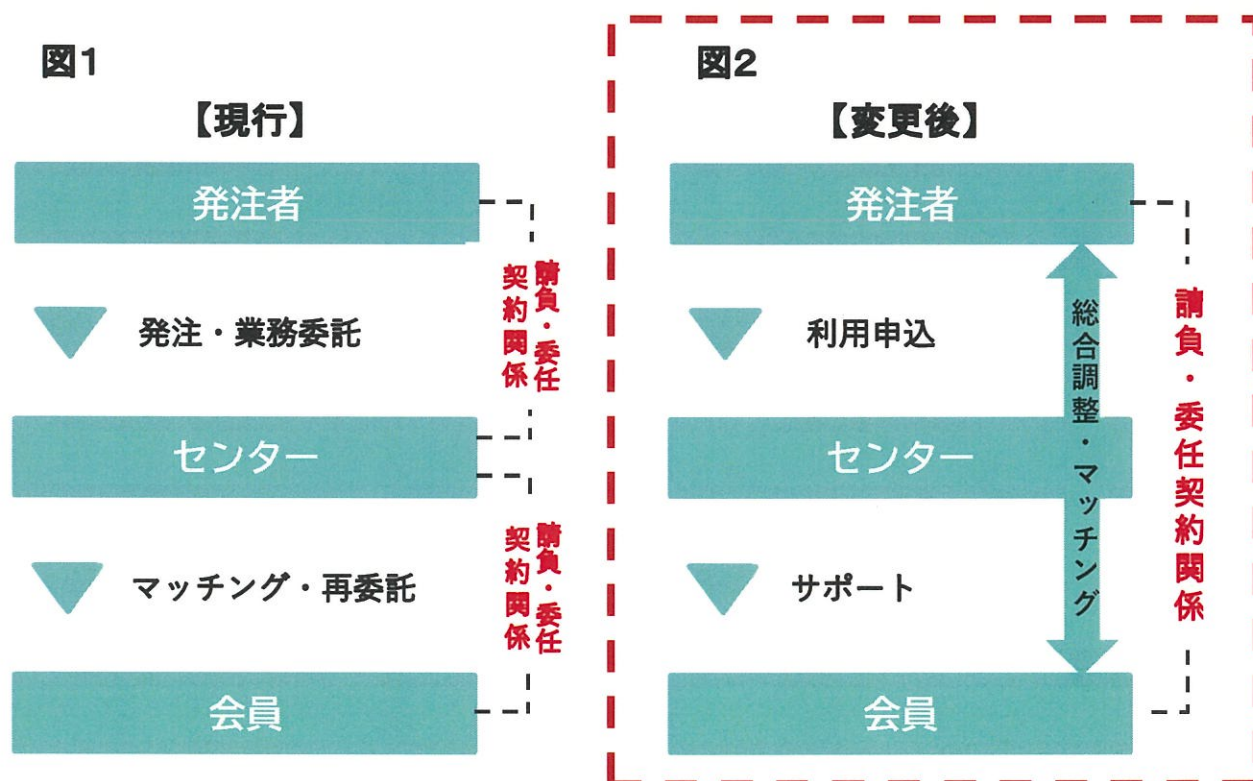 図1
【現行】
発注者
発注・業務委託
請負・委任
契約関係
センター
マッチング・再委託
請負・委任
契約関係
会員
図2
【変更後】
発注者
利用申込
センター
サポート
会員
総合調整・マッチング
請負・委任契約関係